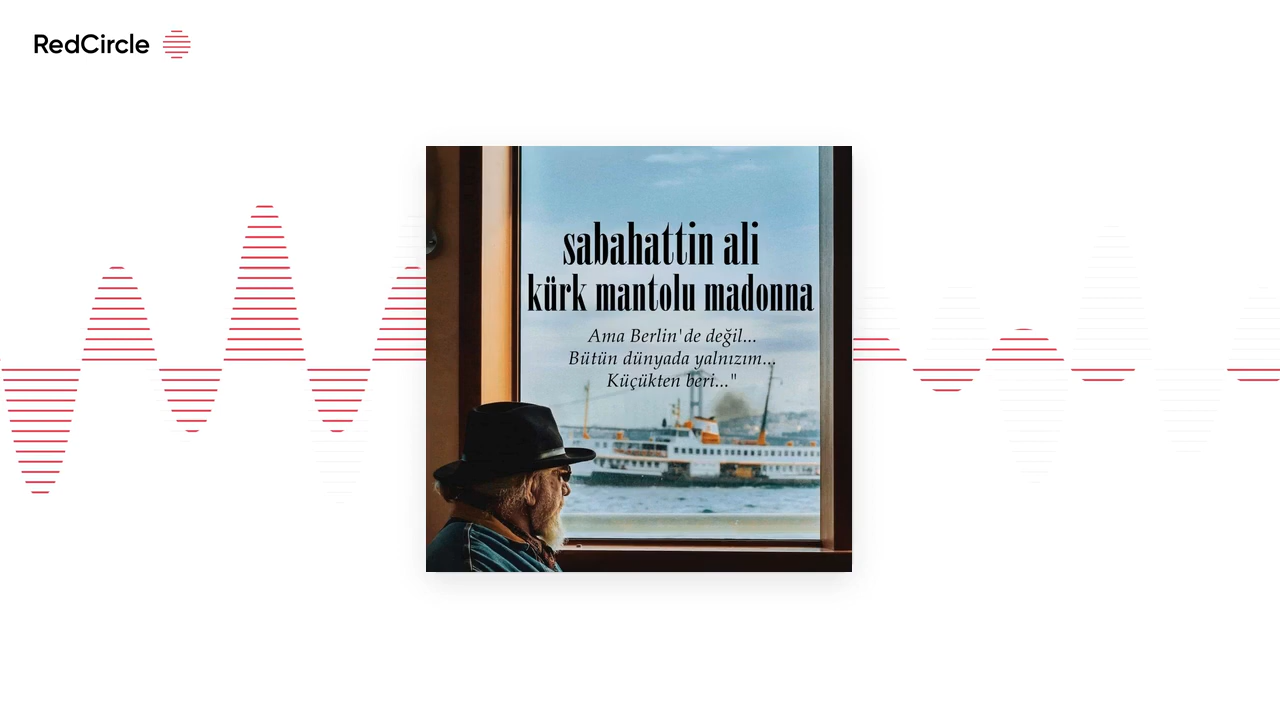 RedCircle
sabahattin ali
kürk mantolu madonna
Ama Berlin'de değil...
Bütün dünyada yalnızım...
Küçükten beri..."